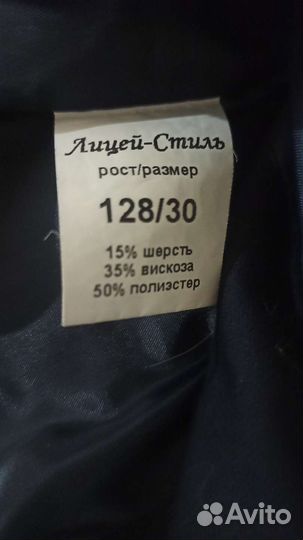 Лицей-Стиль
рост/размер
128/30
15% шерсть
35% вискоза
50% полиэстер
Avito